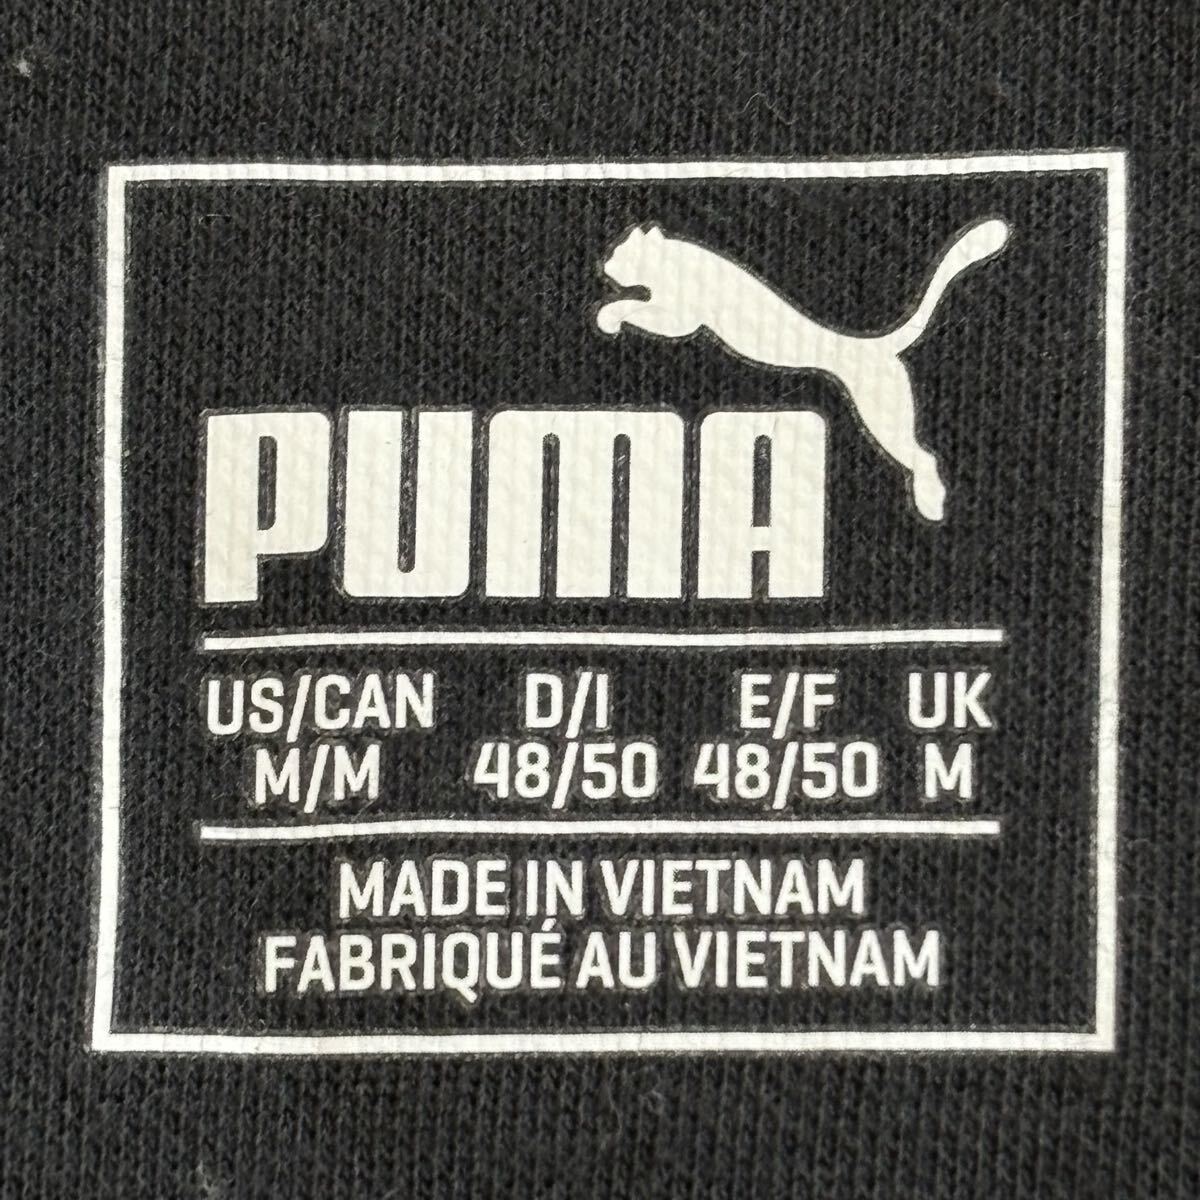 PUMA
US/CAN D/I E/F UK
M/M 48/50 48/50 M
MADE IN VIETNAM
FABRIQUÉ AU VIETNAM